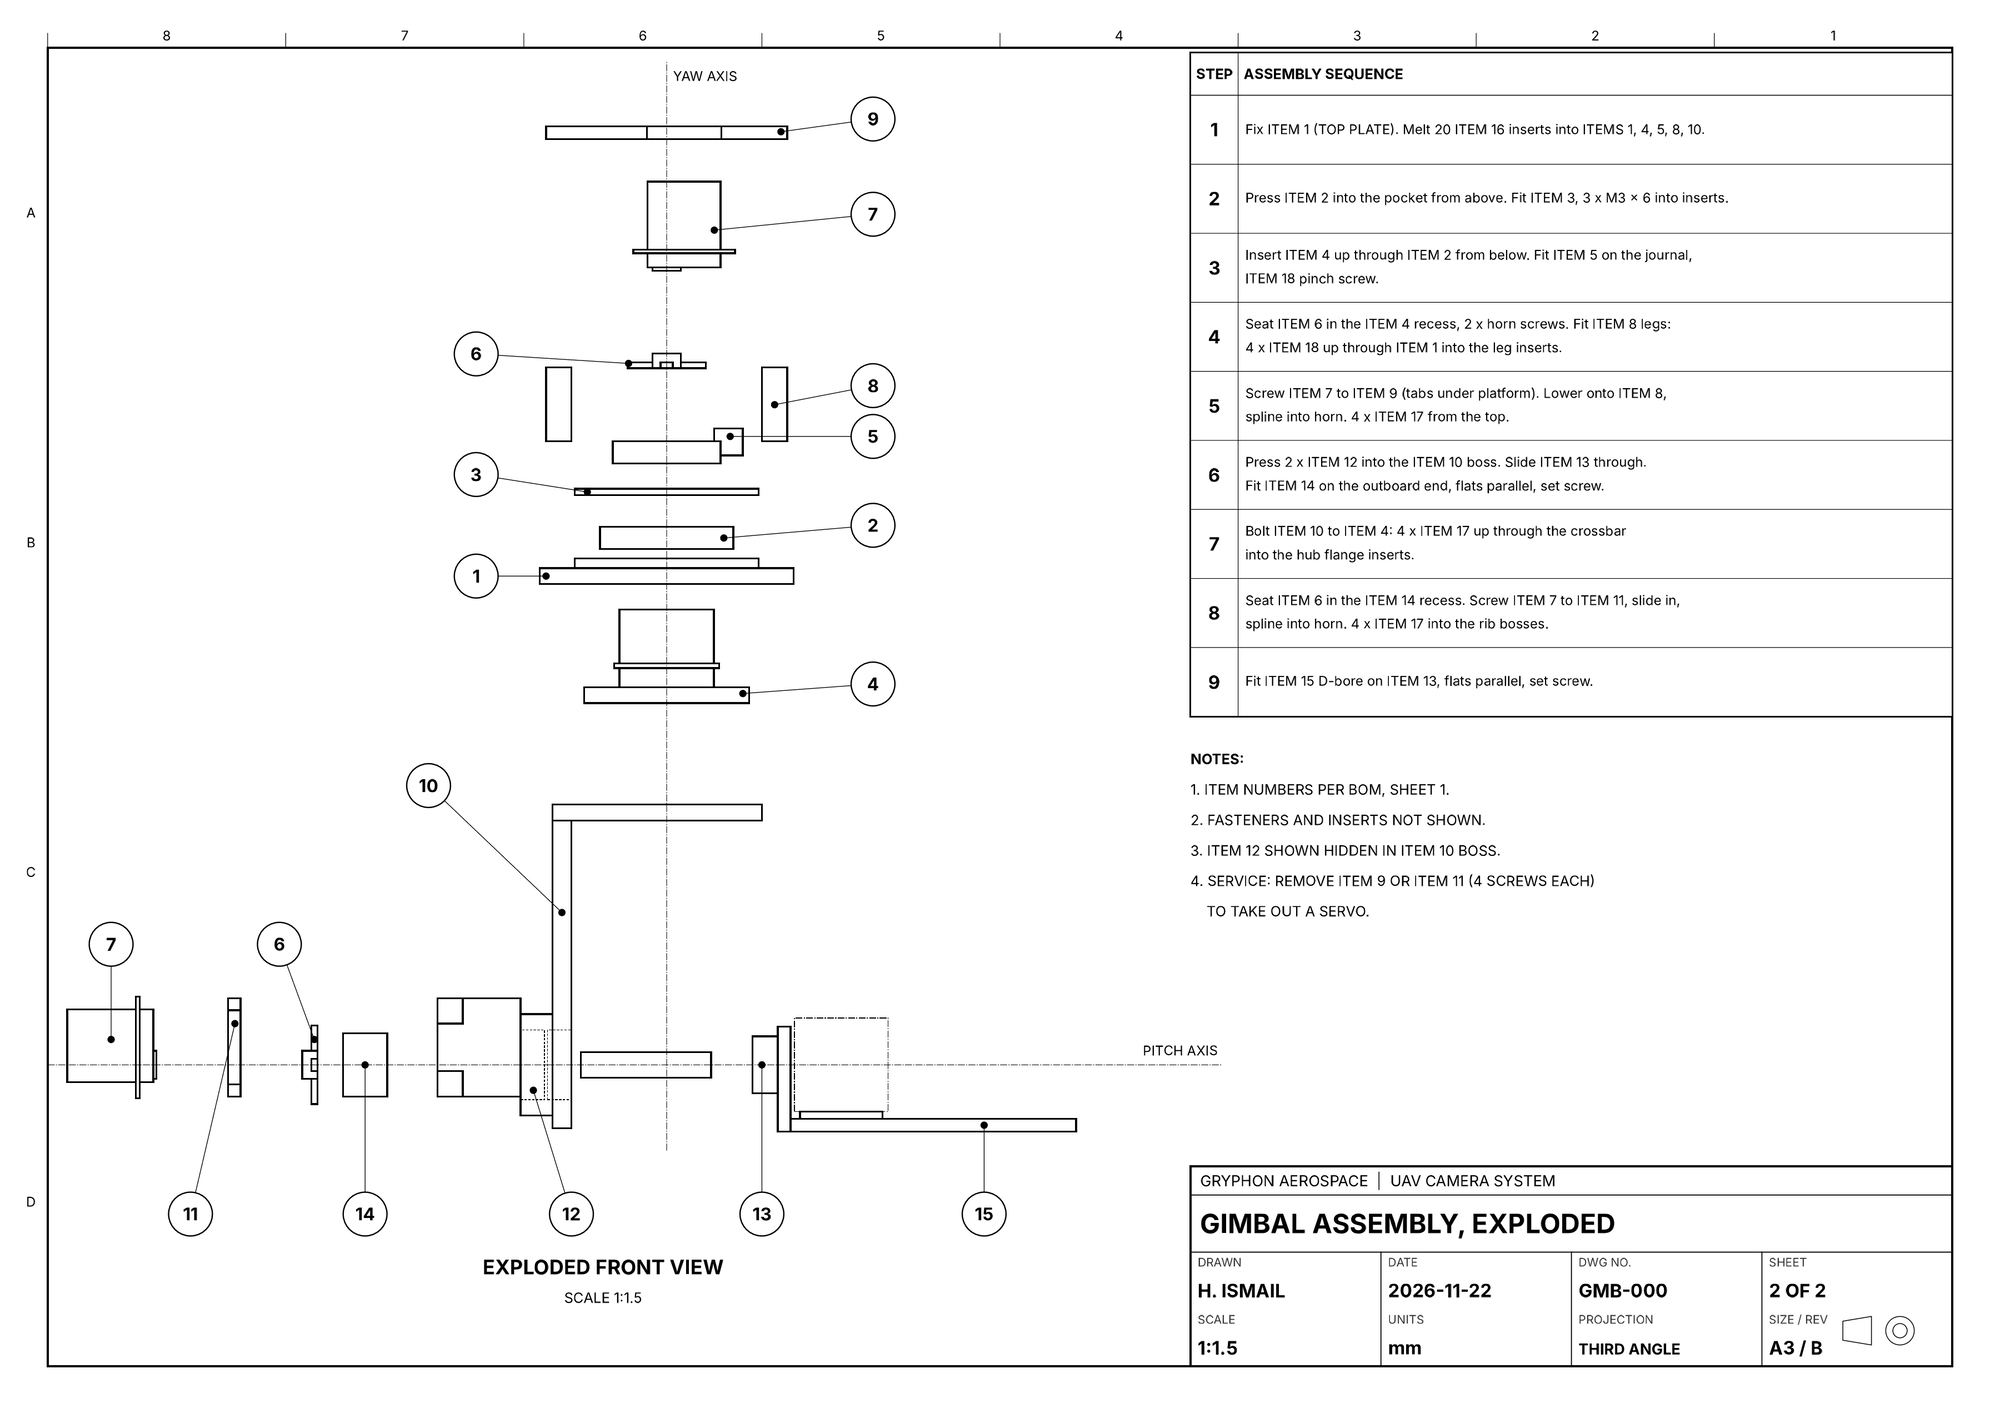 8 7 6 5 4 3 2 1
A
B
C
D
YAW AXIS
9
7
6
8
5
3
2
1
4
10
7
6
PITCH AXIS
11
14
12
13
15
EXPLODED FRONT VIEW
SCALE 1:1.5
STEP ASSEMBLY SEQUENCE
1 Fix ITEM 1 (TOP PLATE). Melt 20 ITEM 16 inserts into ITEMS 1, 4, 5, 8, 10.
2 Press ITEM 2 into the pocket from above. Fit ITEM 3, 3 x M3 × 6 into inserts.
3 Insert ITEM 4 up through ITEM 2 from below. Fit ITEM 5 on the journal,
ITEM 18 pinch screw.
4 Seat ITEM 6 in the ITEM 4 recess, 2 x horn screws. Fit ITEM 8 legs:
4 x ITEM 18 up through ITEM 1 into the leg inserts.
5 Screw ITEM 7 to ITEM 9 (tabs under platform). Lower onto ITEM 8,
spline into horn. 4 x ITEM 17 from the top.
6 Press 2 x ITEM 12 into the ITEM 10 boss. Slide ITEM 13 through.
Fit ITEM 14 on the outboard end, flats parallel, set screw.
7 Bolt ITEM 10 to ITEM 4: 4 x ITEM 17 up through the crossbar
into the hub flange inserts.
8 Seat ITEM 6 in the ITEM 14 recess. Screw ITEM 7 to ITEM 11, slide in,
spline into horn. 4 x ITEM 17 into the rib bosses.
9 Fit ITEM 15 D-bore on ITEM 13, flats parallel, set screw.
NOTES:
1. ITEM NUMBERS PER BOM, SHEET 1.
2. FASTENERS AND INSERTS NOT SHOWN.
3. ITEM 12 SHOWN HIDDEN IN ITEM 10 BOSS.
4. SERVICE: REMOVE ITEM 9 OR ITEM 11 (4 SCREWS EACH)
TO TAKE OUT A SERVO.
GRYPHON AEROSPACE | UAV CAMERA SYSTEM
GIMBAL ASSEMBLY, EXPLODED
DRAWN DATE DWG NO. SHEET
H. ISMAIL 2026-11-22 GMB-000 2 OF 2
SCALE UNITS PROJECTION SIZE / REV
1:1.5 mm THIRD ANGLE A3 / B